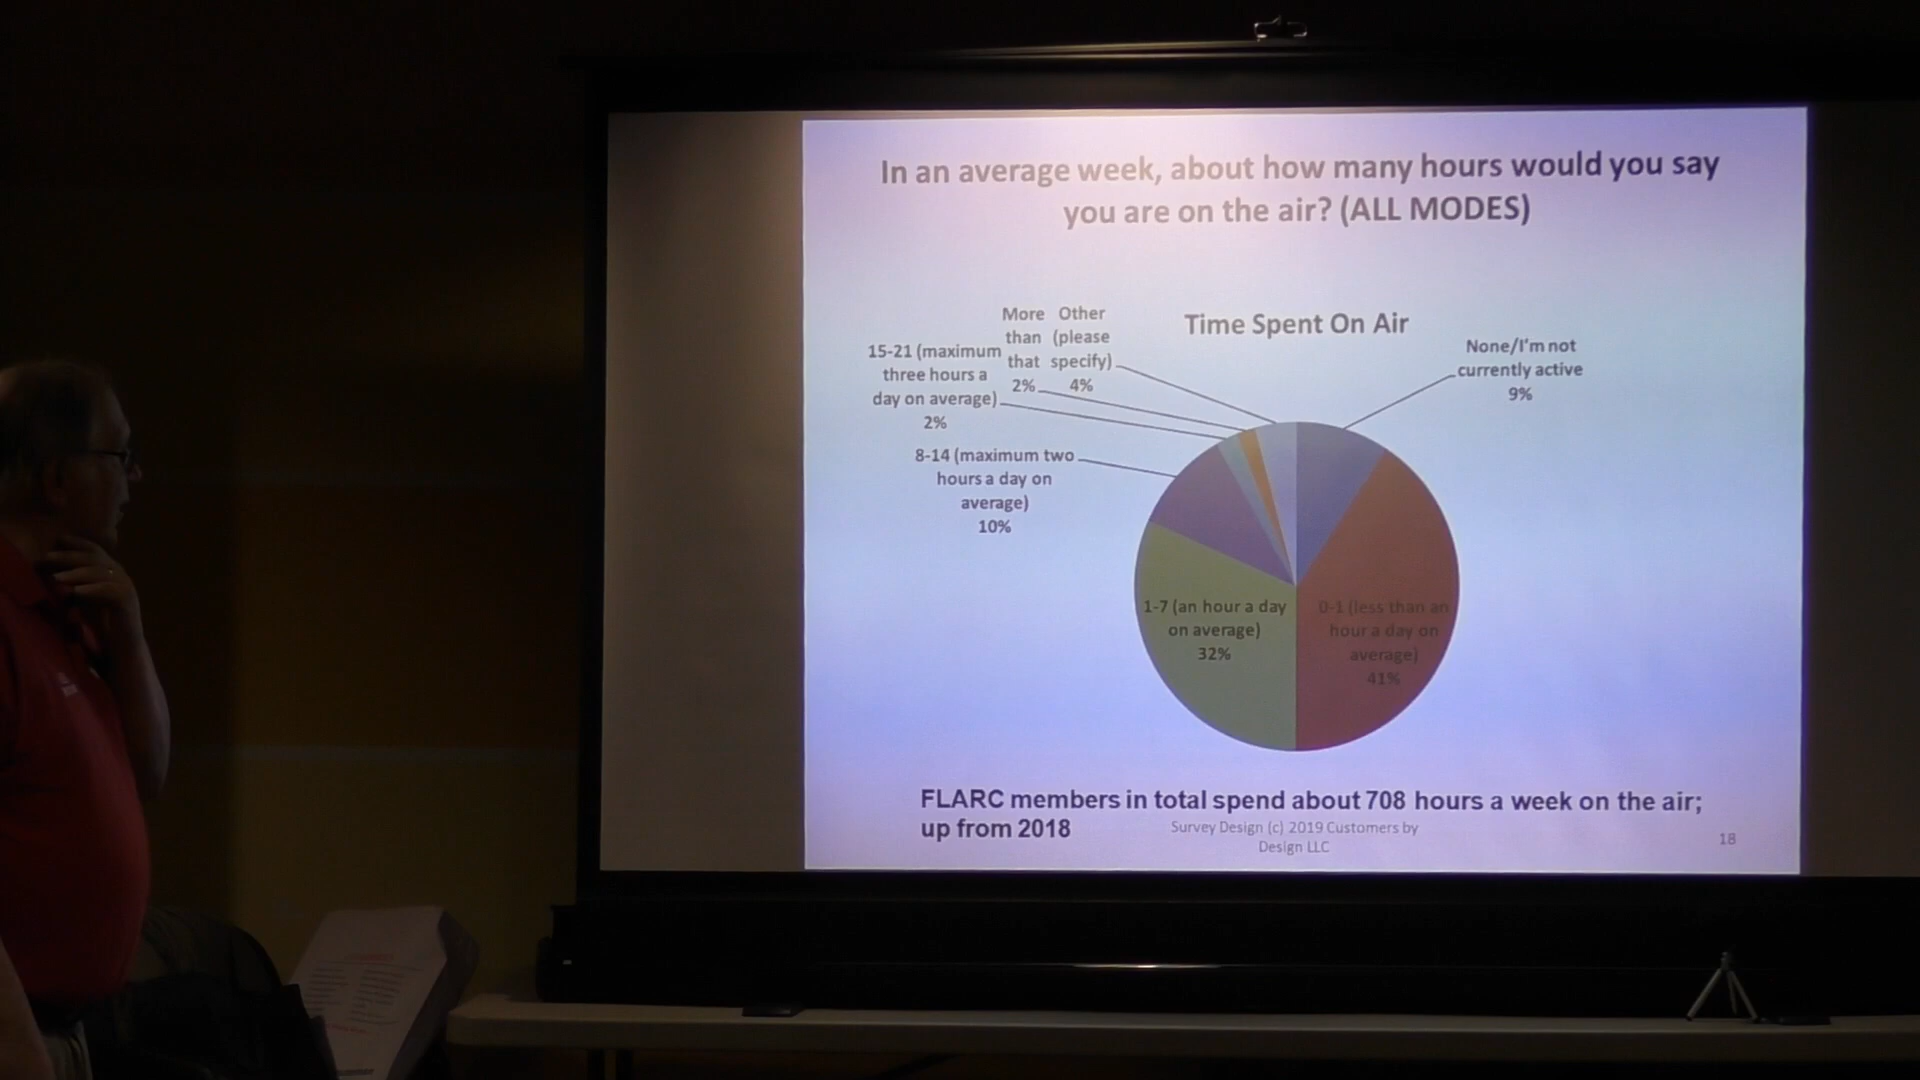 In an average week, about how many hours would you say
you are on the air? (ALL MODES)
Time Spent On Air
More
than
that
2%
Other
(please
specify)
4%
None/I'm not
currently active
9%
15-21 (maximum
three hours a
day on average)
2%
8-14 (maximum two
hours a day on
average)
10%
1-7 (an hour a day
on average)
32%
0-1 (less than an
hour a day on
average)
41%
FLARC members in total spend about 708 hours a week on the air;
up from 2018
Survey Design (c) 2019 Customers by
Design LLC
18